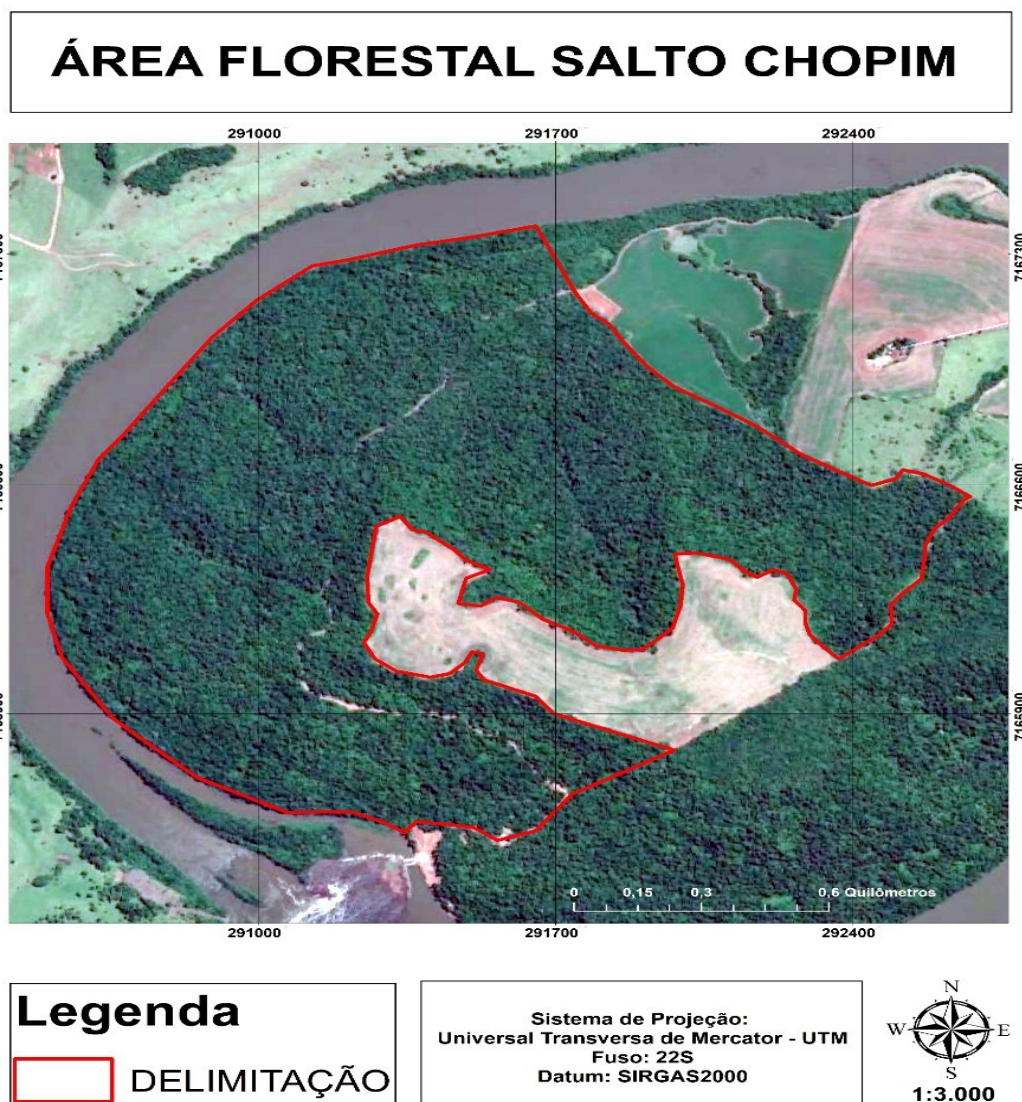 ÁREA FLORESTAL SALTO CHOPIM
291000 291700 292400
7167300
7166600
7165900
0 0,15 0,3 0,6 Quilômetros
291000 291700 292400
Legenda
DELIMITAÇÃO
Sistema de Projeção:
Universal Transversa de Mercator - UTM
Fuso: 22S
Datum: SIRGAS2000
N
W E
S
1:3.000